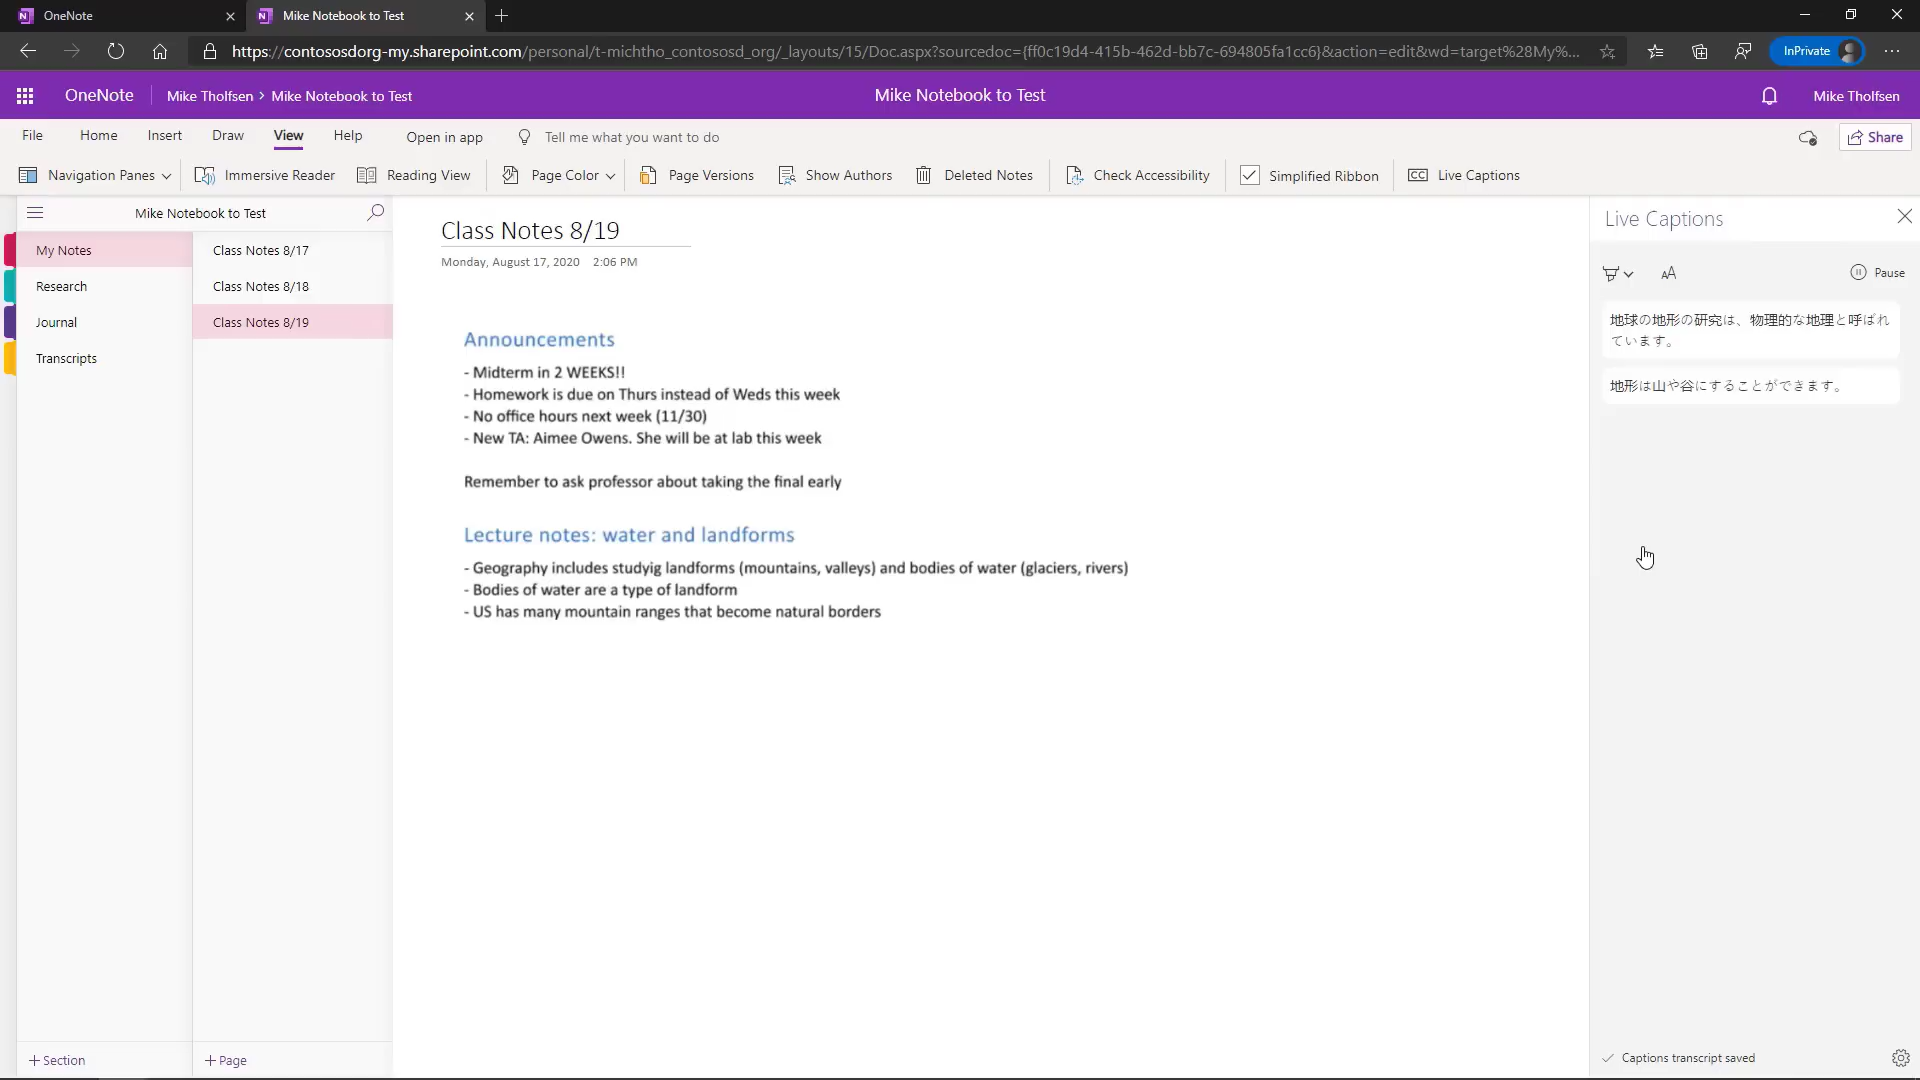 OneNote
Mike Notebook to Test
https://contososdorg-my.sharepoint.com/personal/t-michtho_contososd_org/_layouts/15/Doc.aspx?sourcedoc={ff0c19d4-415b-462d-bb7c-694805fa1cc6}&action=edit&wd=target%28My%...
InPrivate
OneNote
Mike Tholfsen > Mike Notebook to Test
Mike Notebook to Test
Mike Tholfsen
File
Home
Insert
Draw
View
Help
Open in app
Tell me what you want to do
Share
Navigation Panes
Immersive Reader
Reading View
Page Color
Page Versions
Show Authors
Deleted Notes
Check Accessibility
Simplified Ribbon
CC Live Captions
Mike Notebook to Test
My Notes
Research
Journal
Transcripts
Class Notes 8/17
Class Notes 8/18
Class Notes 8/19
+ Section
+ Page
Class Notes 8/19
Monday, August 17, 2020 2:06 PM
Announcements
- Midterm in 2 WEEKS!!
- Homework is due on Thurs instead of Weds this week
- No office hours next week (11/30)
- New TA: Aimee Owens. She will be at lab this week
Remember to ask professor about taking the final early
Lecture notes: water and landforms
- Geography includes studyig landforms (mountains, valleys) and bodies of water (glaciers, rivers)
- Bodies of water are a type of landform
- US has many mountain ranges that become natural borders
Live Captions
AA
Pause
地球の地形の研究は、物理的な地理と呼ばれ
ています。
地形は山や谷にすることができます。
Captions transcript saved